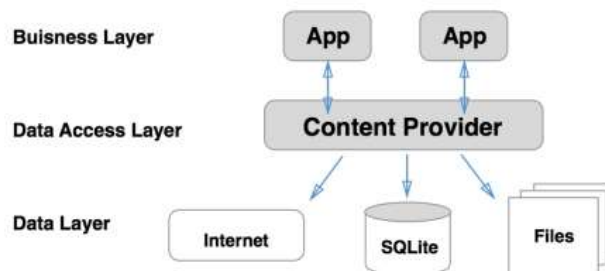 Buisness Layer
App App
Data Access Layer
Content Provider
Data Layer
Internet
SQLite
Files